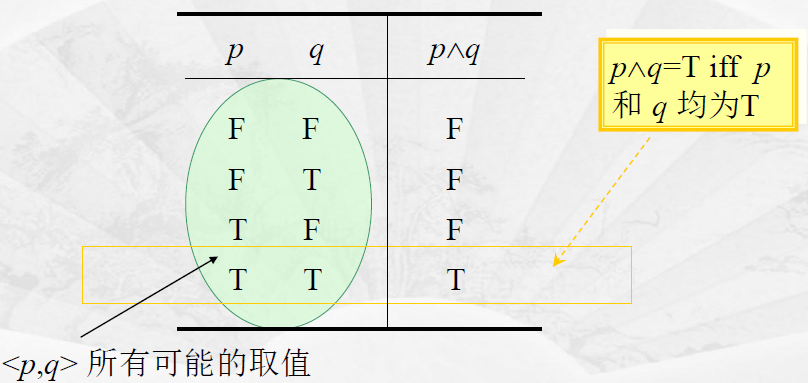 p q p∧q
p∧q=T iff p
和 q 均为T
F F F
F T F
T F F
T T T
<p,q> 所有可能的取值